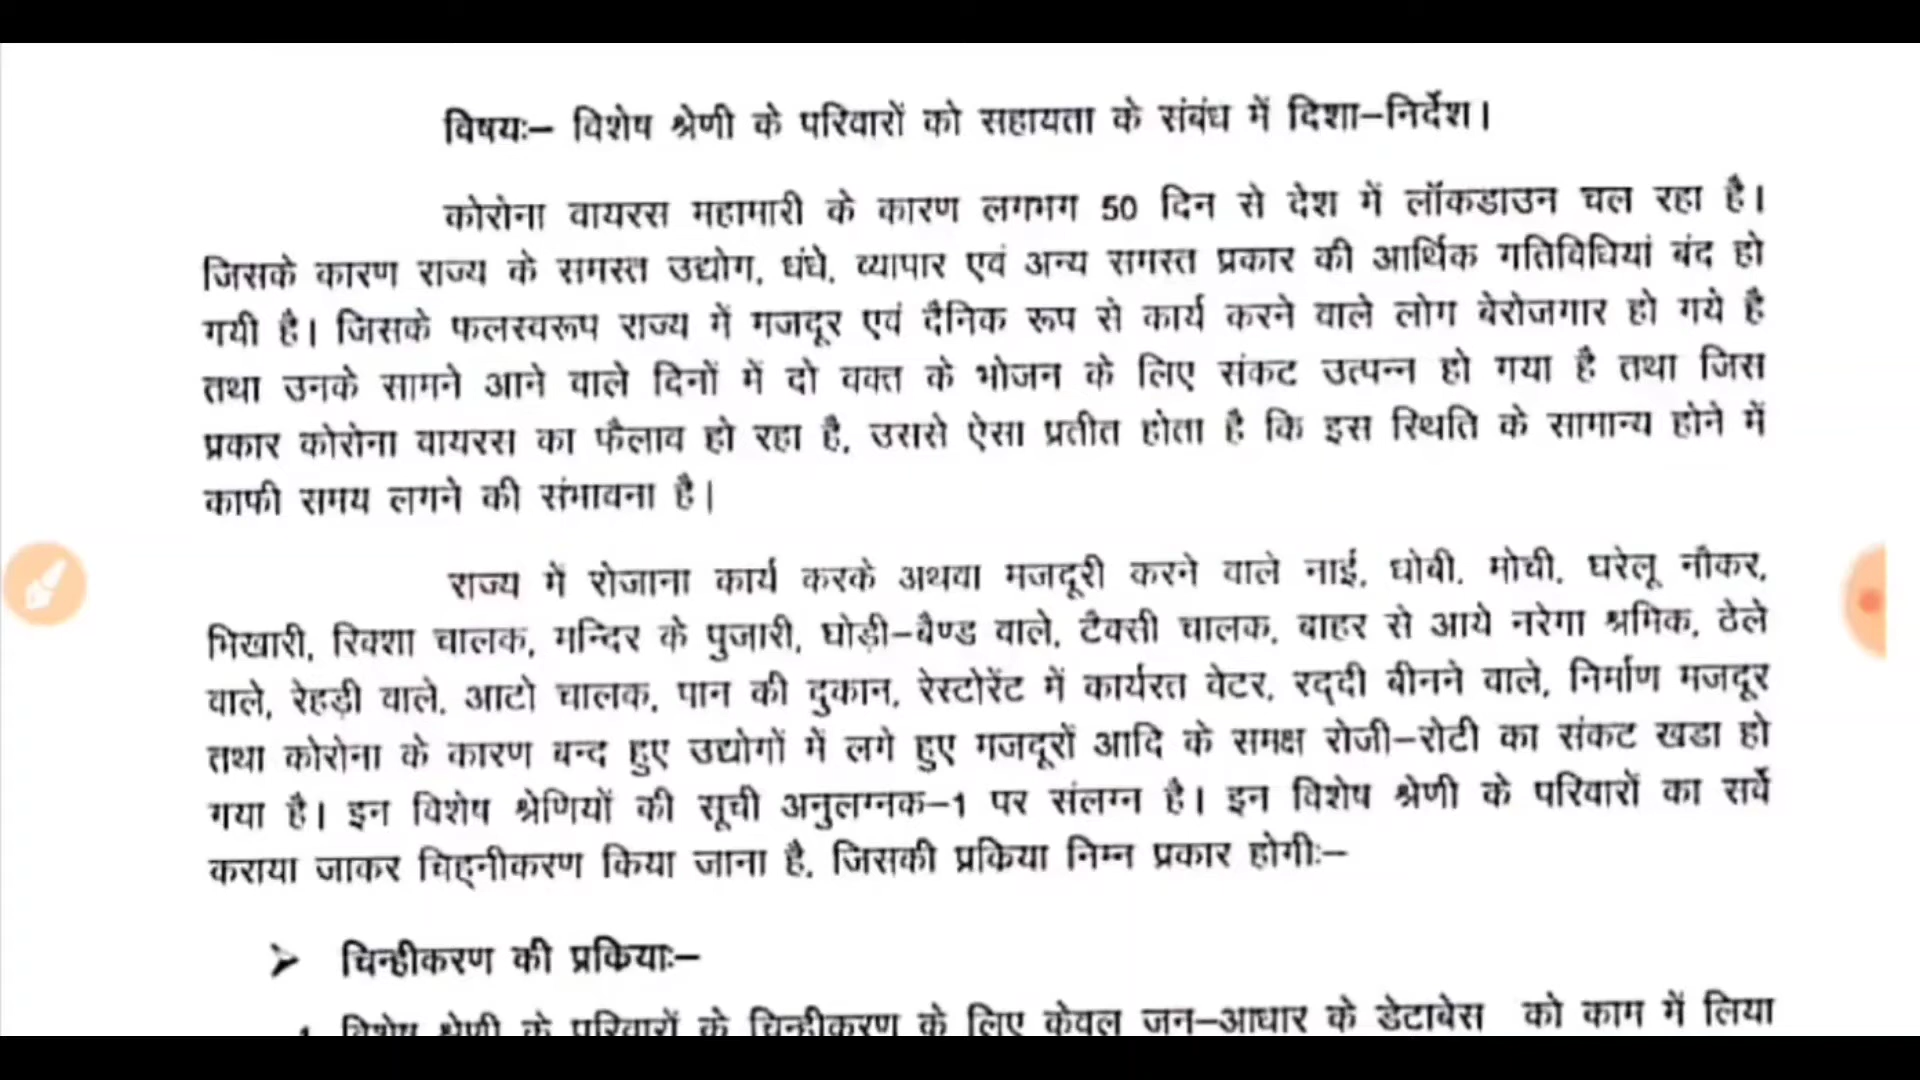 विषयः– विशेष श्रेणी के परिवारों को सहायता के संबंध में दिशा–निर्देश।
कोरोना वायरस महामारी के कारण लगभग 50 दिन से देश में लॉकडाउन चल रहा है।
जिसके कारण राज्य के समस्त उद्योग, धंधे, व्यापार एवं अन्य समस्त प्रकार की आर्थिक गतिविधियां बंद हो
गयी है। जिसके फलस्वरूप राज्य में मजदूर एवं दैनिक रूप से कार्य करने वाले लोग बेरोजगार हो गये है
तथा उनके सामने आने वाले दिनों में दो वक्त के भोजन के लिए संकट उत्पन्न हो गया है तथा जिस
प्रकार कोरोना वायरस का फैलाव हो रहा है, उससे ऐसा प्रतीत होता है कि इस स्थिति के सामान्य होने में
काफी समय लगने की संभावना है।
राज्य में रोजाना कार्य करके अथवा मजदूरी करने वाले नाई, धोबी, मोची, घरेलू नौकर,
भिखारी, रिक्शा चालक, मन्दिर के पुजारी, घोड़ी–बैण्ड वाले, टैक्सी चालक, बाहर से आये नरेगा श्रमिक, ठेले
वाले, रेहड़ी वाले, आटो चालक, पान की दुकान, रेस्टोरेंट में कार्यरत वेटर, रद्दी बीनने वाले, निर्माण मजदूर
तथा कोरोना के कारण बन्द हुए उद्योगों में लगे हुए मजदूरों आदि के समक्ष रोजी–रोटी का संकट खडा हो
गया है। इन विशेष श्रेणियों की सूची अनुलग्नक–1 पर संलग्न है। इन विशेष श्रेणी के परिवारों का सर्वे
कराया जाकर चिह्नीकरण किया जाना है, जिसकी प्रकिया निम्न प्रकार होगीः–
➢ चिन्हीकरण की प्रकियाः–
विशेष श्रेणी के परिवारों के चिन्हीकरण के लिए केवल जन–आधार के डेटाबेस को काम में लिया